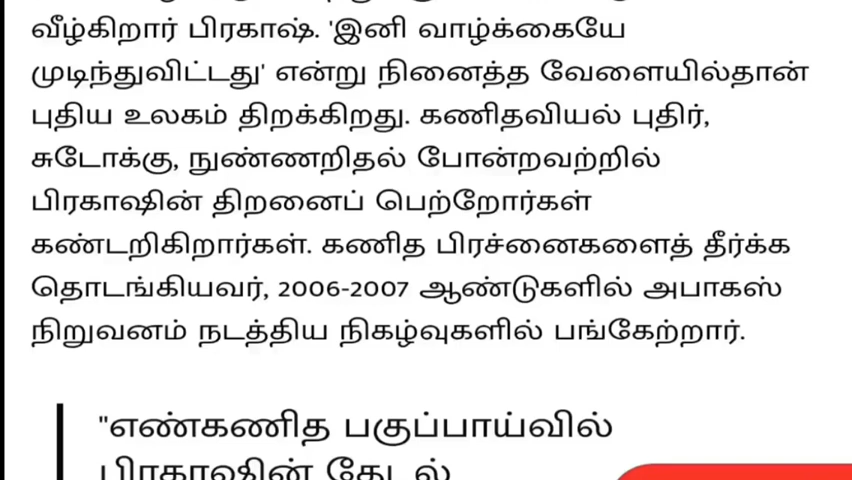 வீழ்கிறார் பிரகாஷ். 'இனி வாழ்க்கையே
முடிந்துவிட்டது' என்று நினைத்த வேளையில்தான்
புதிய உலகம் திறக்கிறது. கணிதவியல் புதிர்,
சுடோக்கு, நுண்ணறிதல் போன்றவற்றில்
பிரகாஷின் திறனைப் பெற்றோர்கள்
கண்டறிகிறார்கள். கணித பிரச்னைகளைத் தீர்க்க
தொடங்கியவர், 2006-2007 ஆண்டுகளில் அபாகஸ்
நிறுவனம் நடத்திய நிகழ்வுகளில் பங்கேற்றார்.
"எண்கணித பகுப்பாய்வில்
பிரகாஷின் தேடல்